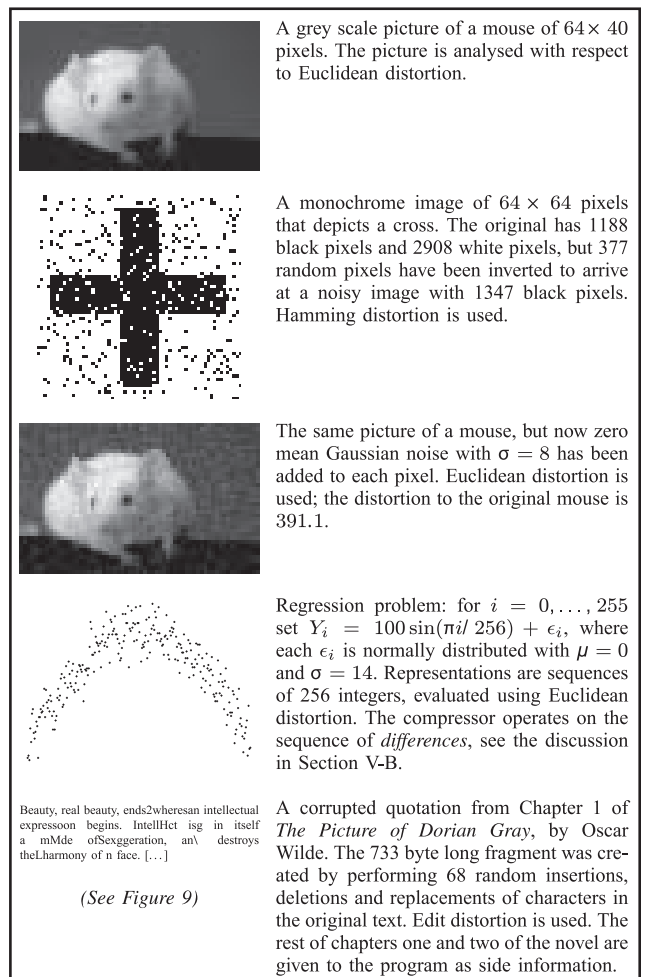 A grey scale picture of a mouse of 64× 40
pixels. The picture is analysed with respect
to Euclidean distortion.
A monochrome image of 64 × 64 pixels
that depicts a cross. The original has 1188
black pixels and 2908 white pixels, but 377
random pixels have been inverted to arrive
at a noisy image with 1347 black pixels.
Hamming distortion is used.
The same picture of a mouse, but now zero
mean Gaussian noise with σ = 8 has been
added to each pixel. Euclidean distortion is
used; the distortion to the original mouse is
391.1.
Regression problem: for i = 0, . . . , 255
set Yᵢ = 100 sin(πi/ 256) + ϵᵢ, where
each ϵᵢ is normally distributed with μ = 0
and σ = 14. Representations are sequences
of 256 integers, evaluated using Euclidean
distortion. The compressor operates on the
sequence of differences, see the discussion
in Section V-B.
Beauty, real beauty, ends2wheresan intellectual
expressoon begins. IntellHct isg in itself
a mMde ofSexggeration, an\ destroys
theLharmony of n face. [. . . ]
(See Figure 9)
A corrupted quotation from Chapter 1 of
The Picture of Dorian Gray, by Oscar
Wilde. The 733 byte long fragment was cre-
ated by performing 68 random insertions,
deletions and replacements of characters in
the original text. Edit distortion is used. The
rest of chapters one and two of the novel are
given to the program as side information.